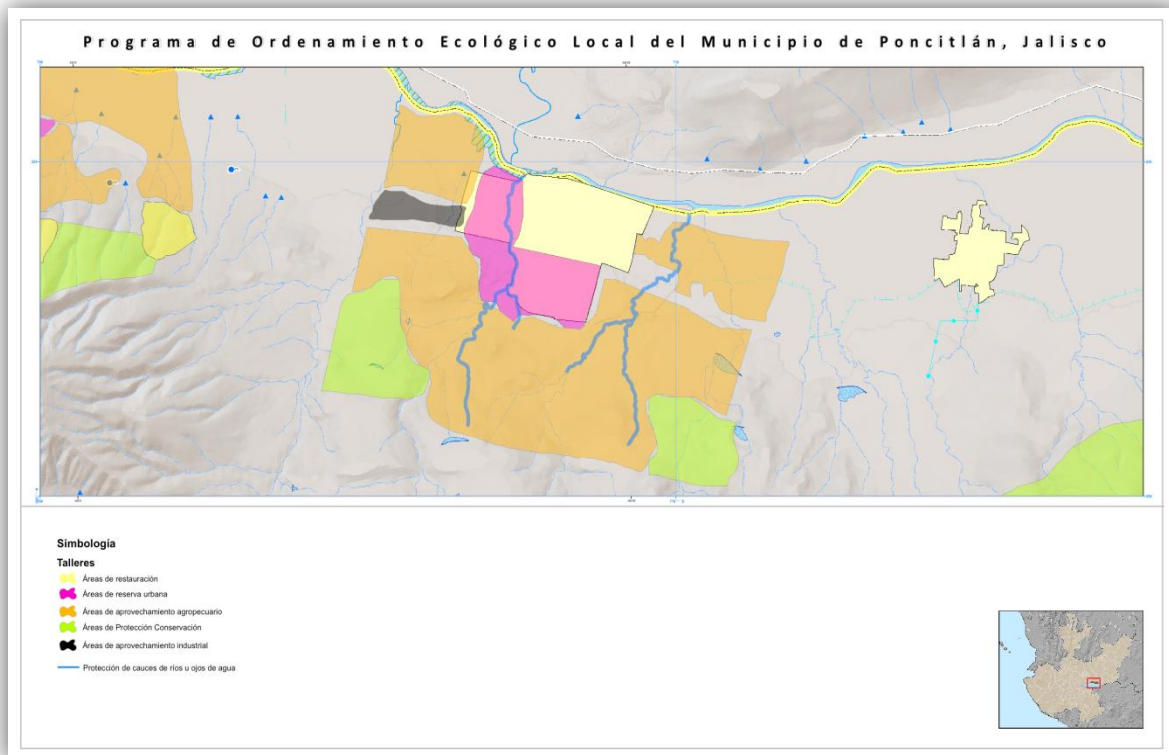 Programa de Ordenamiento Ecológico Local del Municipio de Poncitlán, Jalisco
Simbología
Talleres
Áreas de restauración
Áreas de reserva urbana
Áreas de aprovechamiento agropecuario
Áreas de Protección Conservación
Áreas de aprovechamiento industrial
Protección de cauces de ríos u ojos de agua